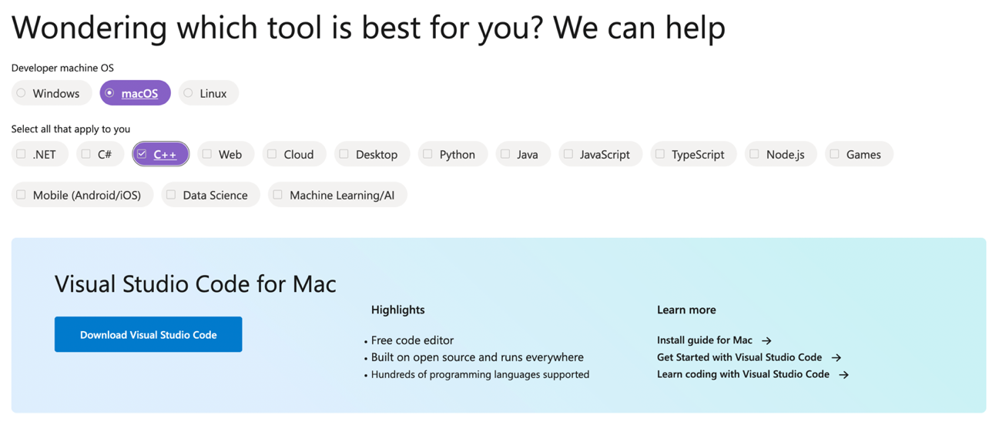 Wondering which tool is best for you? We can help
Developer machine OS
Windows macOS Linux
Select all that apply to you
.NET C# C++ Web Cloud Desktop Python Java JavaScript TypeScript Node.js Games
Mobile (Android/iOS) Data Science Machine Learning/AI
Visual Studio Code for Mac
Download Visual Studio Code
Highlights
• Free code editor
• Built on open source and runs everywhere
• Hundreds of programming languages supported
Learn more
Install guide for Mac →
Get Started with Visual Studio Code →
Learn coding with Visual Studio Code →